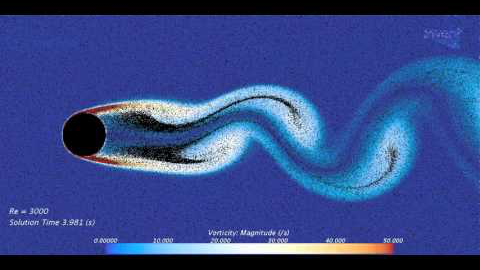 Re = 3000
Solution Time 3.981 (s)
Vorticity: Magnitude (/s)
0.00000 10.000 20.000 30.000 40.000 50.000